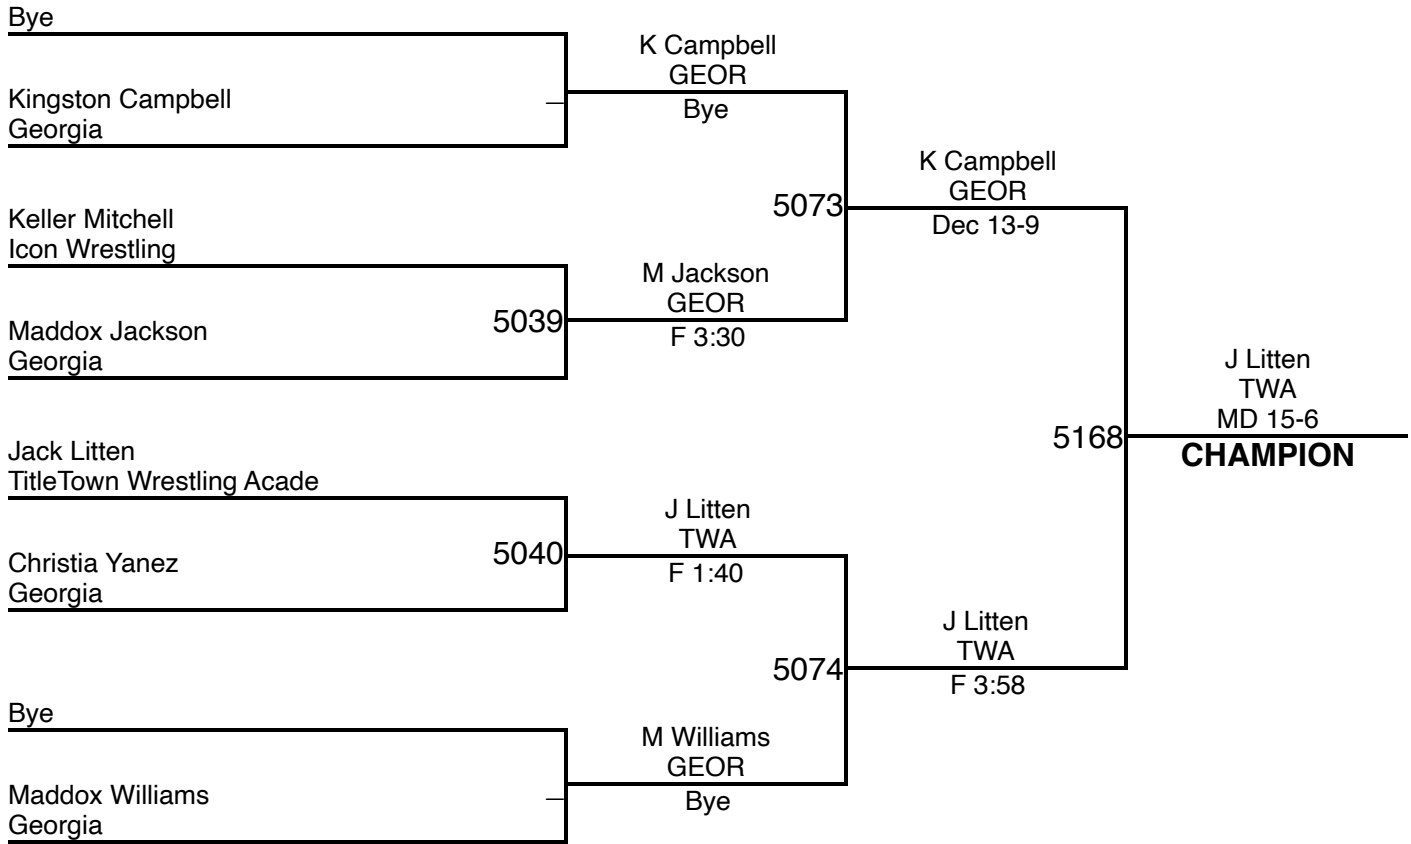 Bye
Kingston Campbell
Georgia
Keller Mitchell
Icon Wrestling
Maddox Jackson
Georgia
5039
Jack Litten
TitleTown Wrestling Acade
Christia Yanez
Georgia
5040
Bye
Maddox Williams
Georgia
K Campbell
GEOR
Bye
M Jackson
GEOR
F 3:30
5073
J Litten
TWA
F 1:40
M Williams
GEOR
Bye
5074
K Campbell
GEOR
Dec 13-9
J Litten
TWA
F 3:58
5168
J Litten
TWA
MD 15-6
CHAMPION